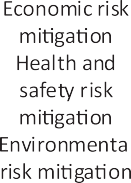 Economic risk
mitigation
Health and
safety risk
mitigation
Environmenta
risk mitigation